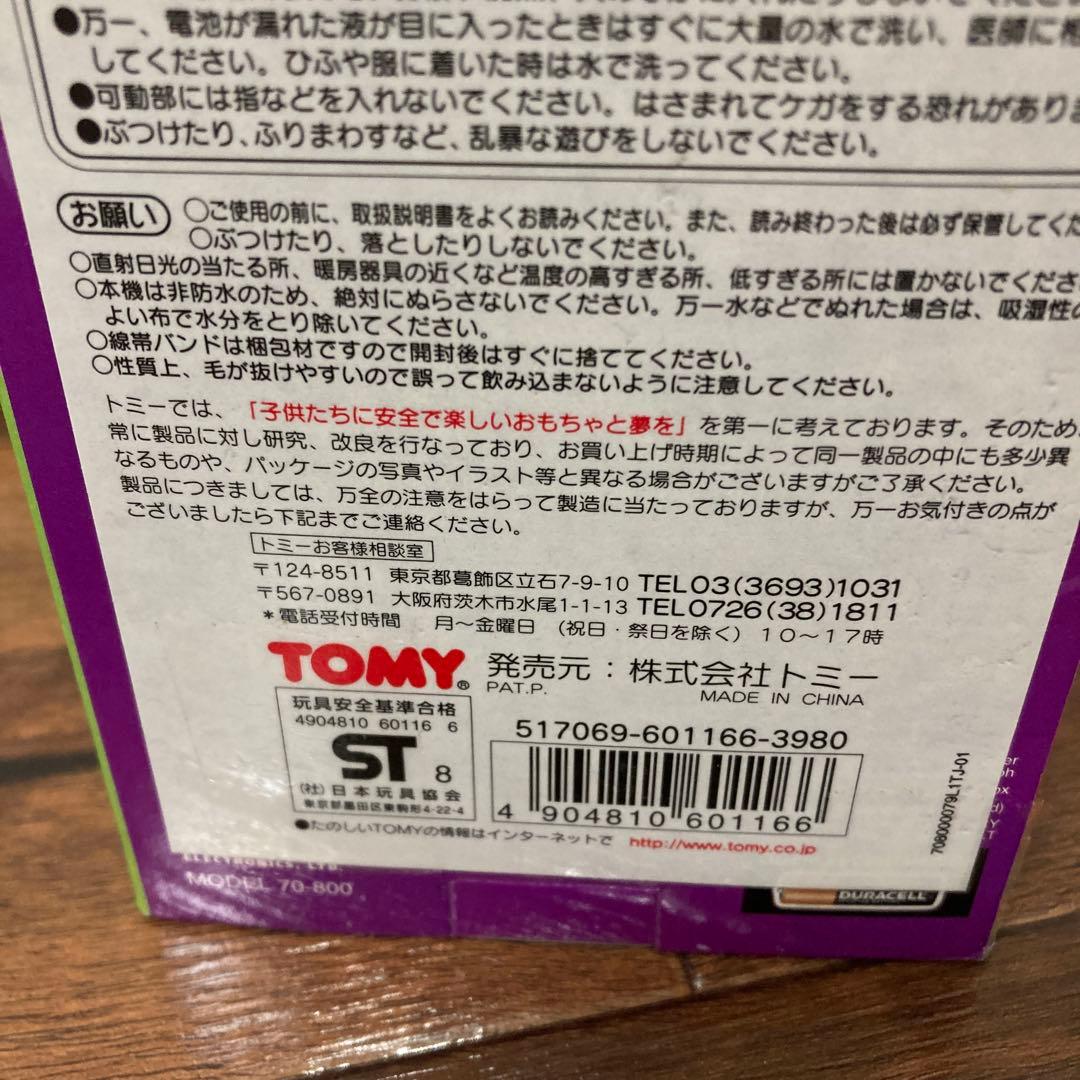 ●万一、電池が漏れた液が目に入ったときはすぐに大量の水で洗い、医師に相
してください。ひふや服に着いた時は水で洗ってください。
●可動部には指などを入れないでください。はさまれてケガをする恐れがありま
●ぶつけたり、ふりまわすなど、乱暴な遊びをしないでください。
お願い
○ご使用の前に、取扱説明書をよくお読みください。また、読み終わった後は必ず保管してくだ
○ぶつけたり、落としたりしないでください。
○直射日光の当たる所、暖房器具の近くなど温度の高すぎる所、低すぎる所には置かないでくださ
○本機は非防水のため、絶対にぬらさないでください。万一水などでぬれた場合は、吸湿性の
よい布で水分をとり除いてください。
○線帯バンドは梱包材ですので開封後はすぐに捨ててください。
○性質上、毛が抜けやすいので誤って飲み込まないように注意してください。
トミーでは、「子供たちに安全で楽しいおもちゃと夢を」を第一に考えております。そのため
常に製品に対し研究、改良を行なっており、お買い上げ時期によって同一製品の中にも多少異
なるものや、パッケージの写真やイラスト等と異なる場合がございますがご了承ください。
製品につきましては、万全の注意をはらって製造に当たっておりますが、万一お気付きの点が
ございましたら下記までご連絡ください。
トミーお客様相談室
〒124-8511 東京都葛飾区立石7-9-10 TEL03(3693)1031
〒567-0891 大阪府茨木市水尾1-1-13 TEL0726(38)1811
*電話受付時間 月～金曜日 (祝日・祭日を除く) 10～17時
TOMY® 発売元：株式会社トミー
PAT.P. MADE IN CHINA
玩具安全基準合格
4904810 60116 6
ST 8
(社)日本玩具協会
東京都墨田区東駒形4-22-4
517069-601166-3980
4 904810 601166
708000079L1TJ-01
●たのしいTOMYの情報はインターネットで http://www.tomy.co.jp
ELECTRONICS, LTD.
MODEL 70-800
DURACELL